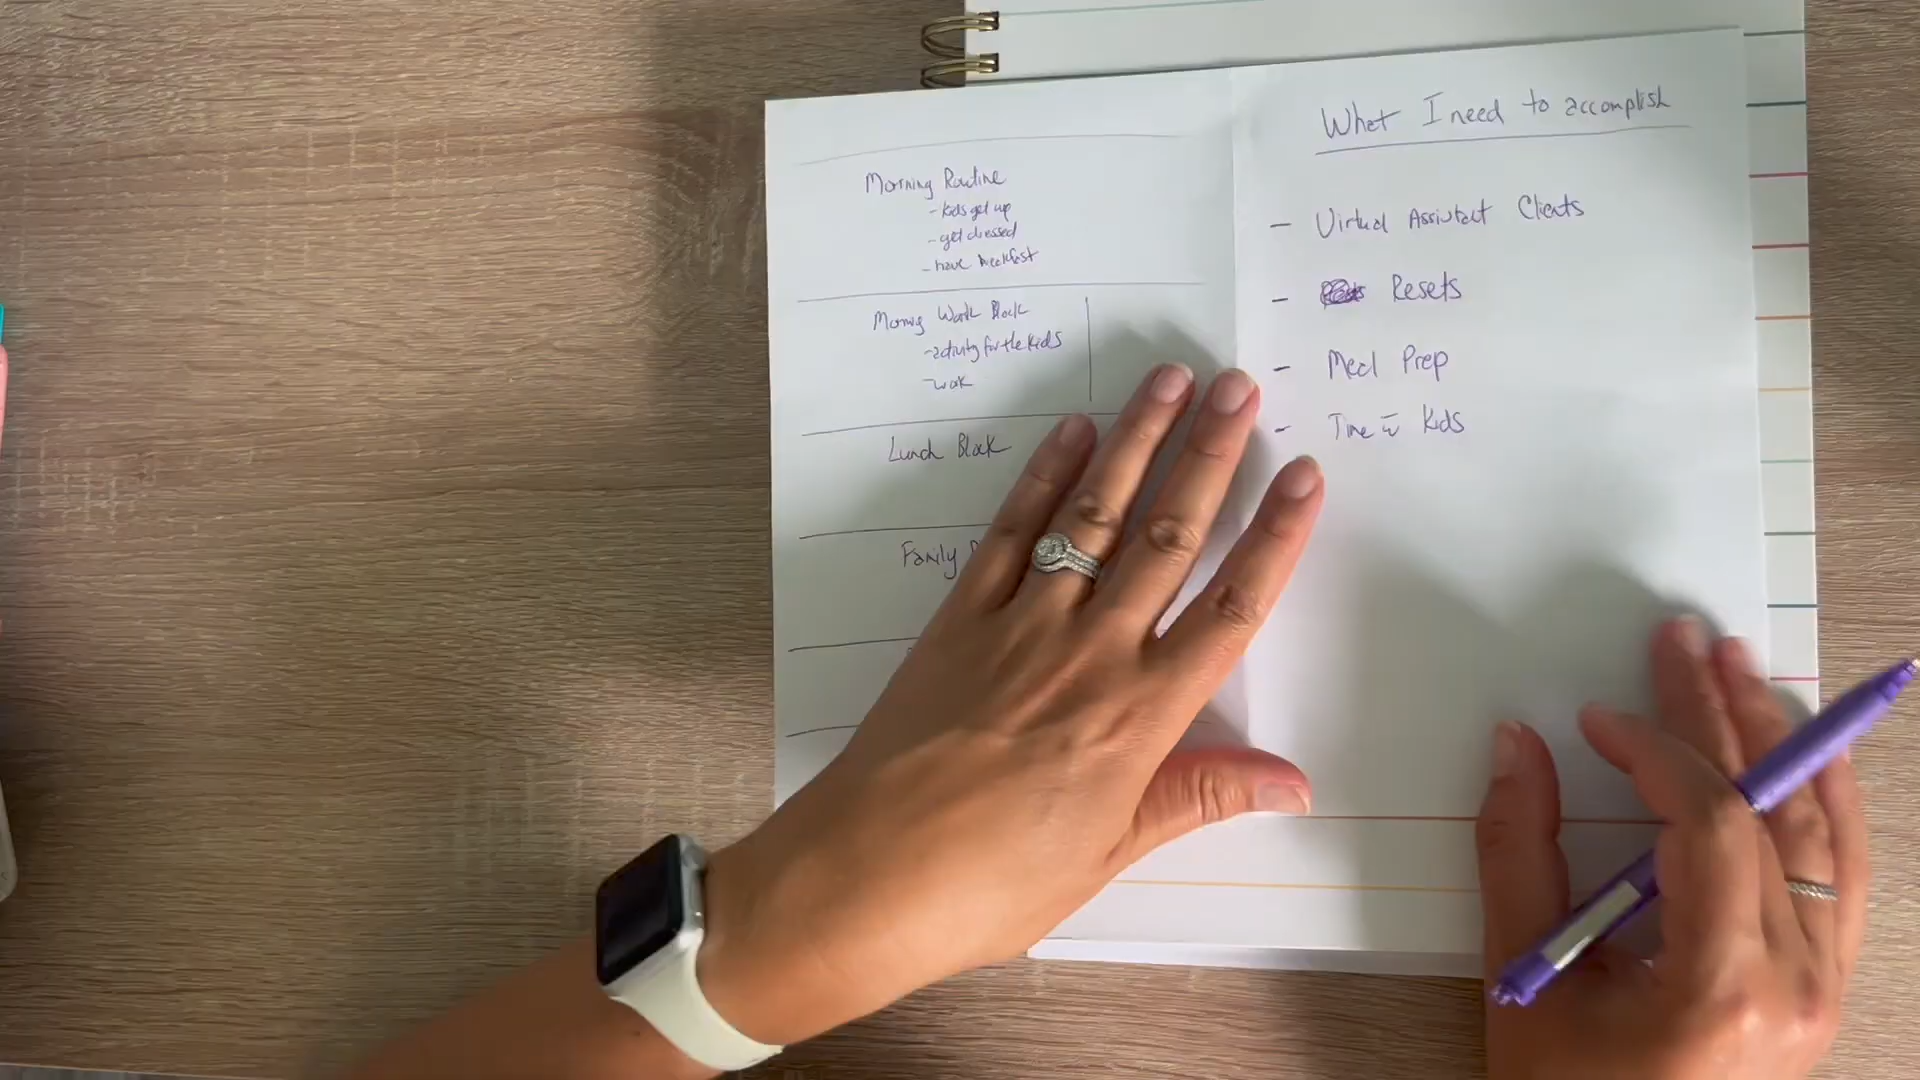 Morning Routine
- kids get up
- get dressed
- have breakfast
Morning Work Block
- activity for the kids
- work
Lunch Block
Family
What I need to accomplish
- Virtual Assistant Clients
- Resets
- Meal Prep
- Time w Kids